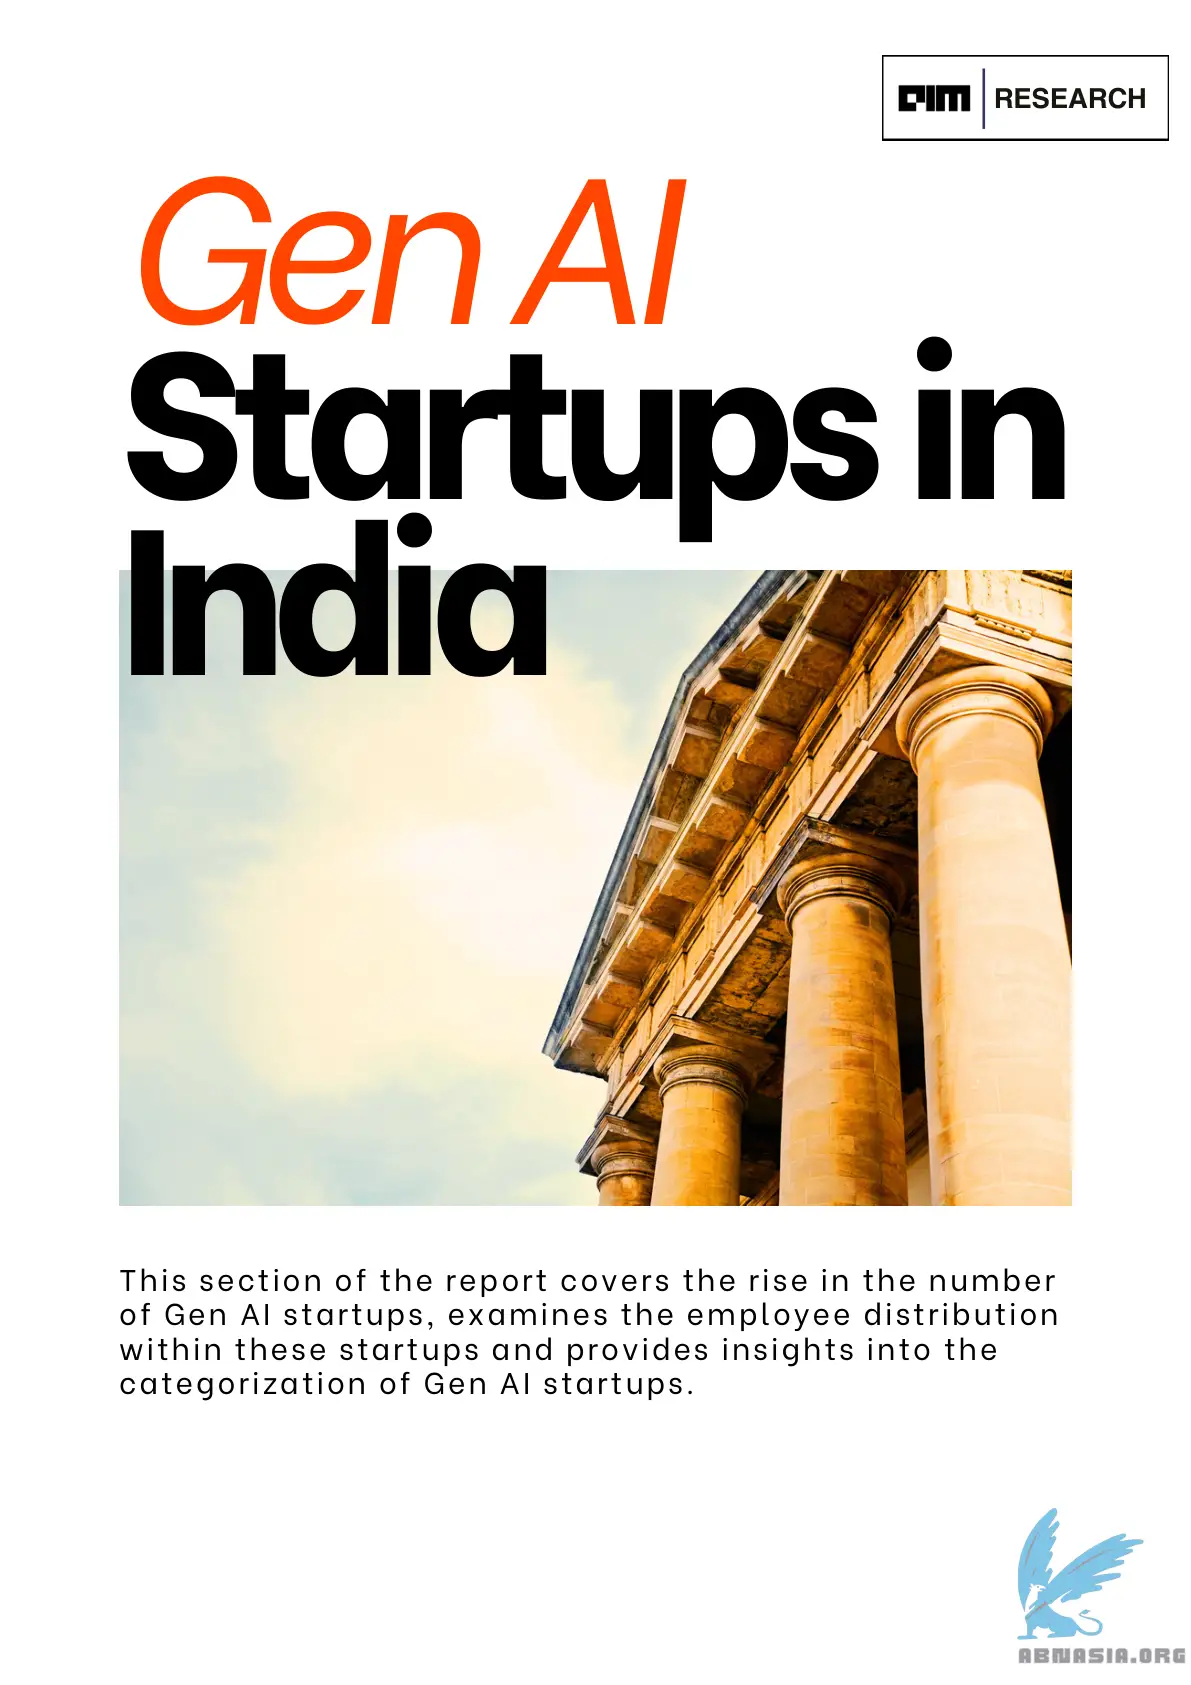 AIM RESEARCH
Gen AI
Startups in
India
This section of the report covers the rise in the number
of Gen AI startups, examines the employee distribution
within these startups and provides insights into the
categorization of Gen AI startups.
ABNASIA.ORG